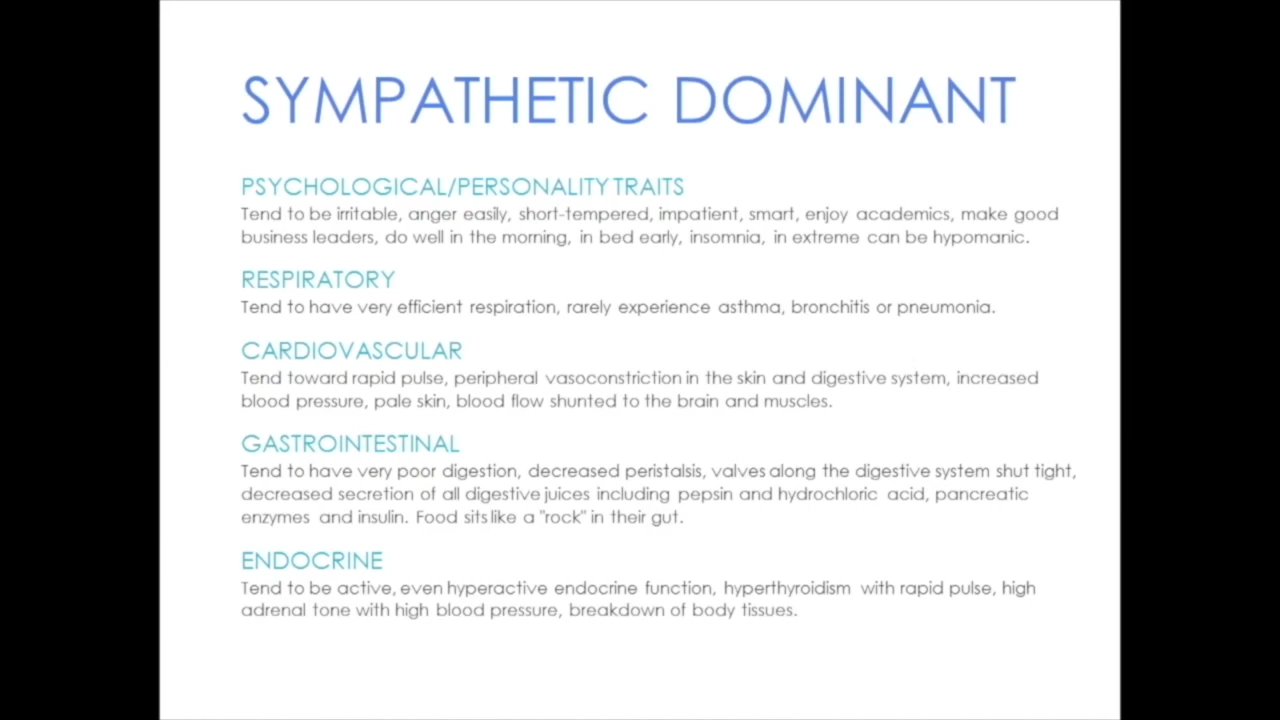 SYMPATHETIC DOMINANT
PSYCHOLOGICAL/PERSONALITY TRAITS
Tend to be irritable, anger easily, short-tempered, impatient, smart, enjoy academics, make good
business leaders, do well in the morning, in bed early, insomnia, in extreme can be hypomanic.
RESPIRATORY
Tend to have very efficient respiration, rarely experience asthma, bronchitis or pneumonia.
CARDIOVASCULAR
Tend toward rapid pulse, peripheral vasoconstriction in the skin and digestive system, increased
blood pressure, pale skin, blood flow shunted to the brain and muscles.
GASTROINTESTINAL
Tend to have very poor digestion, decreased peristalsis, valves along the digestive system shut tight,
decreased secretion of all digestive juices including pepsin and hydrochloric acid, pancreatic
enzymes and insulin. Food sits like a "rock" in their gut.
ENDOCRINE
Tend to be active, even hyperactive endocrine function, hyperthyroidism with rapid pulse, high
adrenal tone with high blood pressure, breakdown of body tissues.